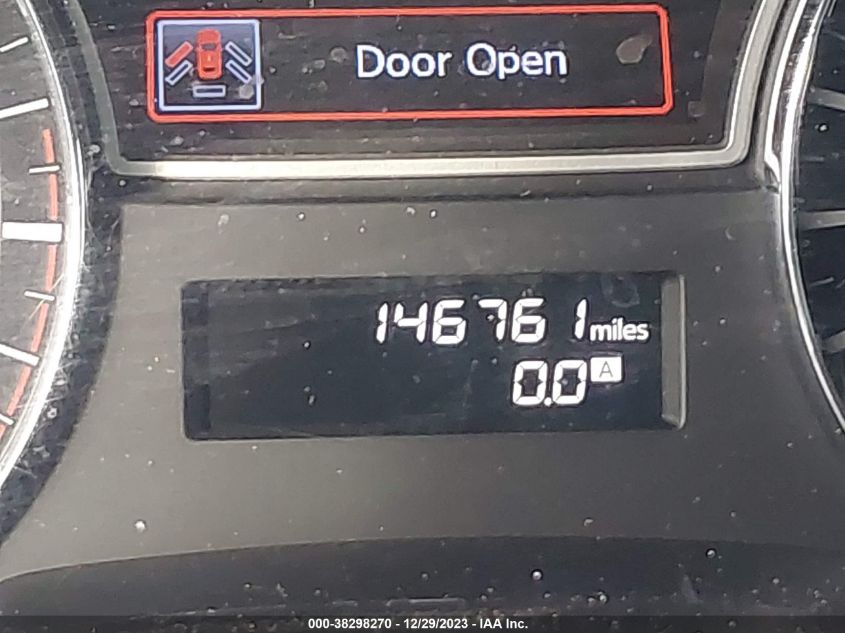 Door Open
146761 miles
0.0 A
000-38298270 - 12/29/2023 - IAA Inc.